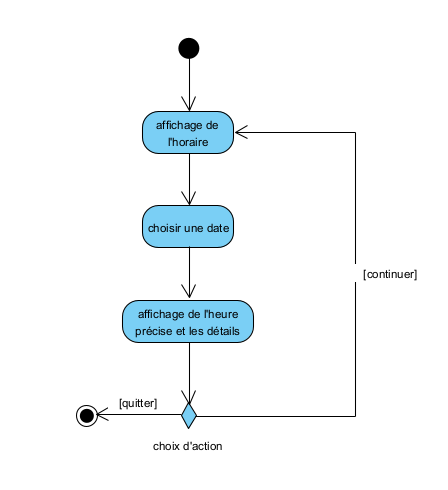 affichage de
l'horaire
choisir une date
[continuer]
affichage de l'heure
précise et les détails
[quitter]
choix d'action